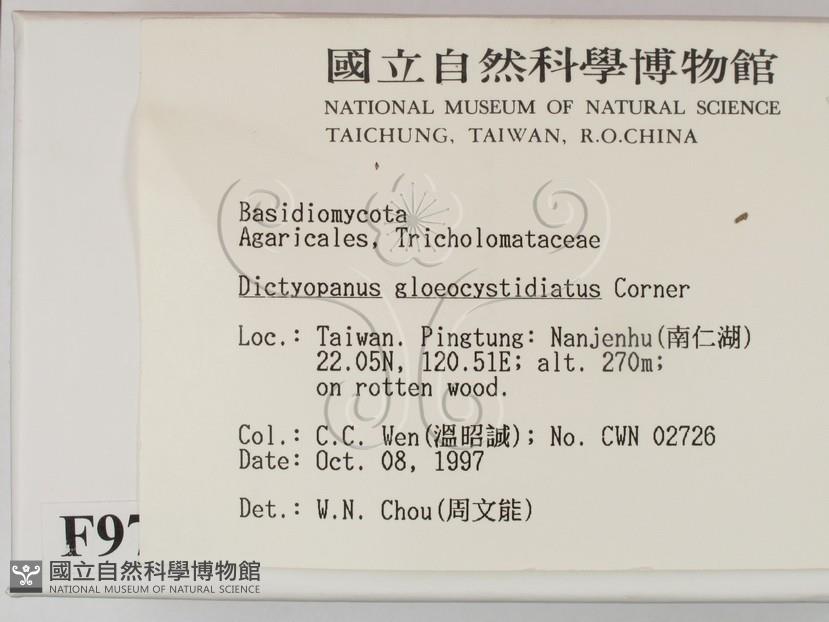 國立自然科學博物館
NATIONAL MUSEUM OF NATURAL SCIENCE
TAICHUNG, TAIWAN, R.O.CHINA
Basidiomycota
Agaricales, Tricholomataceae
Dictyopanus gloeocystidiatus Corner
Loc.: Taiwan. Pingtung: Nanjenhu(南仁湖)
22.05N, 120.51E; alt. 270m;
on rotten wood.
Col.: C.C. Wen(溫昭誠); No. CWN 02726
Date: Oct. 08, 1997
Det.: W.N. Chou(周文能)
F97
國立自然科學博物館
NATIONAL MUSEUM OF NATURAL SCIENCE